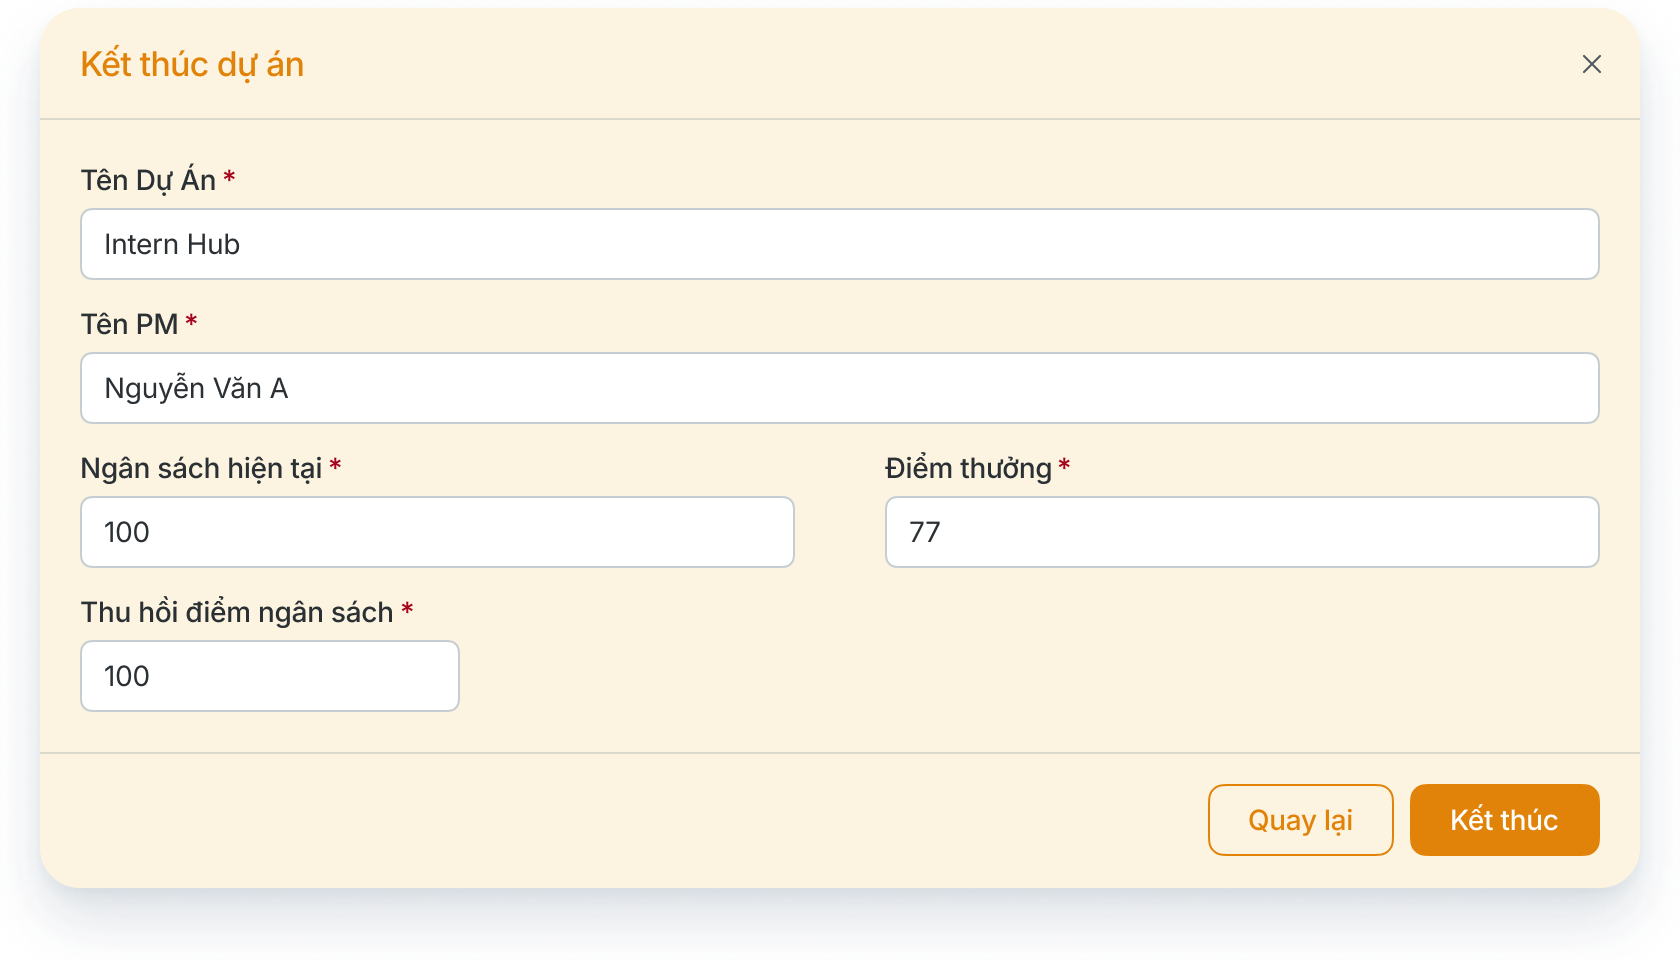 Kết thúc dự án
Tên Dự Án *
Intern Hub
Tên PM *
Nguyễn Văn A
Ngân sách hiện tại * Điểm thưởng *
100 77
Thu hồi điểm ngân sách *
100
Quay lại Kết thúc